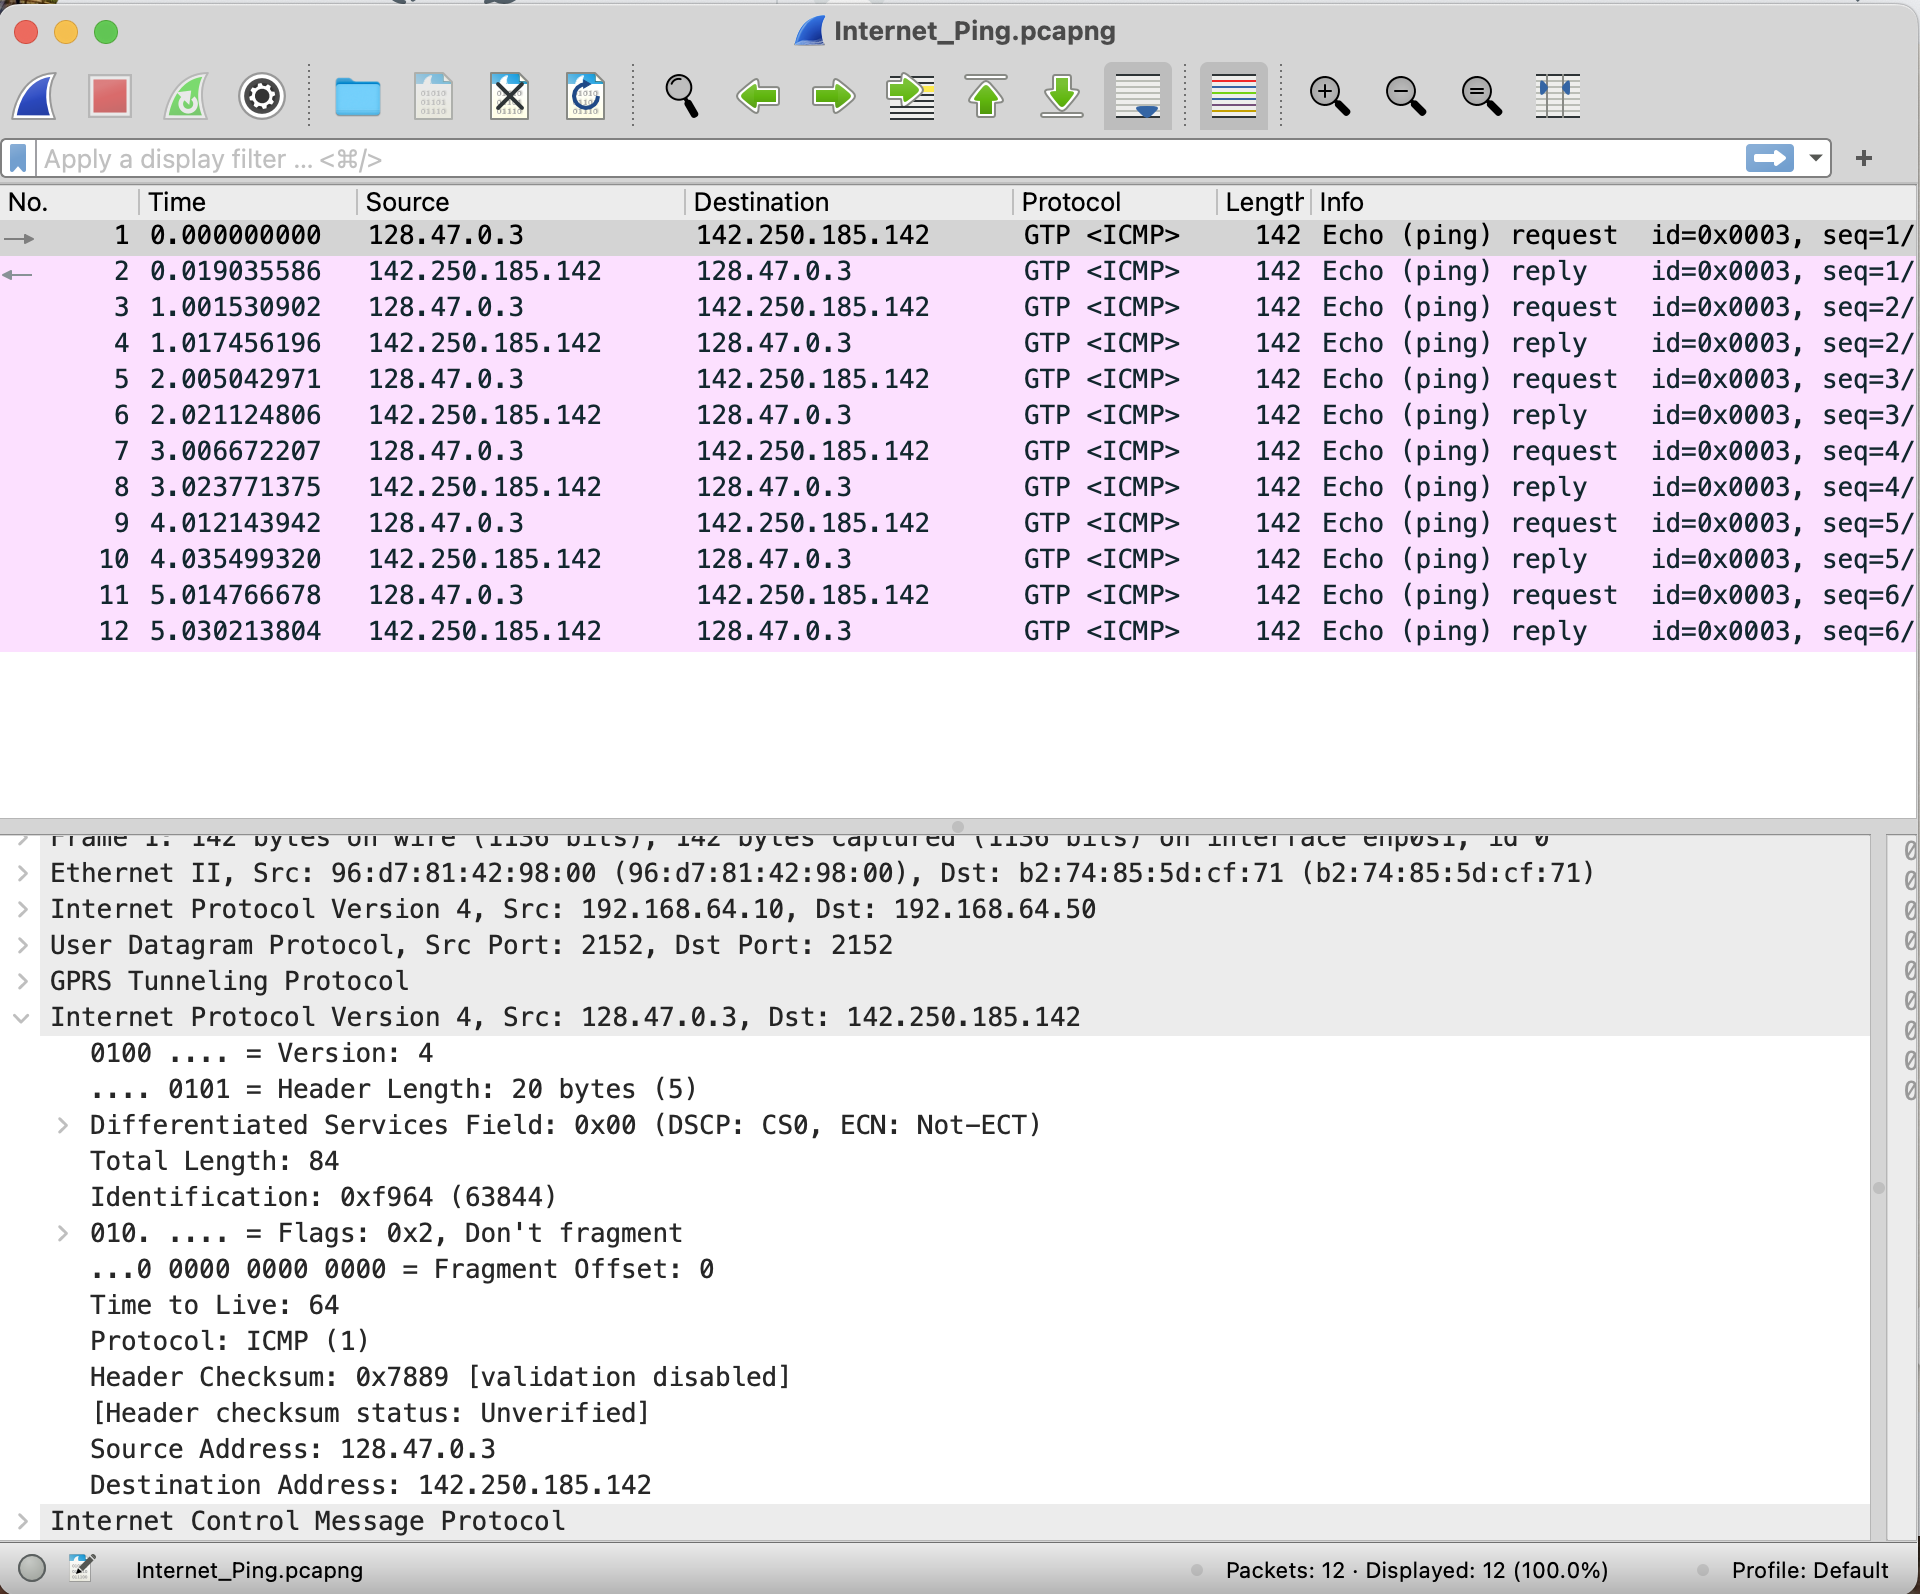 Internet_Ping.pcapng
Apply a display filter ... <⌘/>
No. Time Source Destination Protocol Length Info
1 0.000000000 128.47.0.3 142.250.185.142 GTP <ICMP> 142 Echo (ping) request id=0x0003, seq=1/
2 0.019035586 142.250.185.142 128.47.0.3 GTP <ICMP> 142 Echo (ping) reply id=0x0003, seq=1/
3 1.001530902 128.47.0.3 142.250.185.142 GTP <ICMP> 142 Echo (ping) request id=0x0003, seq=2/
4 1.017456196 142.250.185.142 128.47.0.3 GTP <ICMP> 142 Echo (ping) reply id=0x0003, seq=2/
5 2.005042971 128.47.0.3 142.250.185.142 GTP <ICMP> 142 Echo (ping) request id=0x0003, seq=3/
6 2.021124806 142.250.185.142 128.47.0.3 GTP <ICMP> 142 Echo (ping) reply id=0x0003, seq=3/
7 3.006672207 128.47.0.3 142.250.185.142 GTP <ICMP> 142 Echo (ping) request id=0x0003, seq=4/
8 3.023771375 142.250.185.142 128.47.0.3 GTP <ICMP> 142 Echo (ping) reply id=0x0003, seq=4/
9 4.012143942 128.47.0.3 142.250.185.142 GTP <ICMP> 142 Echo (ping) request id=0x0003, seq=5/
10 4.035499320 142.250.185.142 128.47.0.3 GTP <ICMP> 142 Echo (ping) reply id=0x0003, seq=5/
11 5.014766678 128.47.0.3 142.250.185.142 GTP <ICMP> 142 Echo (ping) request id=0x0003, seq=6/
12 5.030213804 142.250.185.142 128.47.0.3 GTP <ICMP> 142 Echo (ping) reply id=0x0003, seq=6/
Frame 1: 142 bytes on wire (1136 bits), 142 bytes captured (1136 bits) on interface enp0s1, id 0
Ethernet II, Src: 96:d7:81:42:98:00 (96:d7:81:42:98:00), Dst: b2:74:85:5d:cf:71 (b2:74:85:5d:cf:71)
Internet Protocol Version 4, Src: 192.168.64.10, Dst: 192.168.64.50
User Datagram Protocol, Src Port: 2152, Dst Port: 2152
GPRS Tunneling Protocol
Internet Protocol Version 4, Src: 128.47.0.3, Dst: 142.250.185.142
0100 .... = Version: 4
.... 0101 = Header Length: 20 bytes (5)
Differentiated Services Field: 0x00 (DSCP: CS0, ECN: Not-ECT)
Total Length: 84
Identification: 0xf964 (63844)
010. .... = Flags: 0x2, Don't fragment
...0 0000 0000 0000 = Fragment Offset: 0
Time to Live: 64
Protocol: ICMP (1)
Header Checksum: 0x7889 [validation disabled]
[Header checksum status: Unverified]
Source Address: 128.47.0.3
Destination Address: 142.250.185.142
Internet Control Message Protocol
Internet_Ping.pcapng Packets: 12 · Displayed: 12 (100.0%) Profile: Default